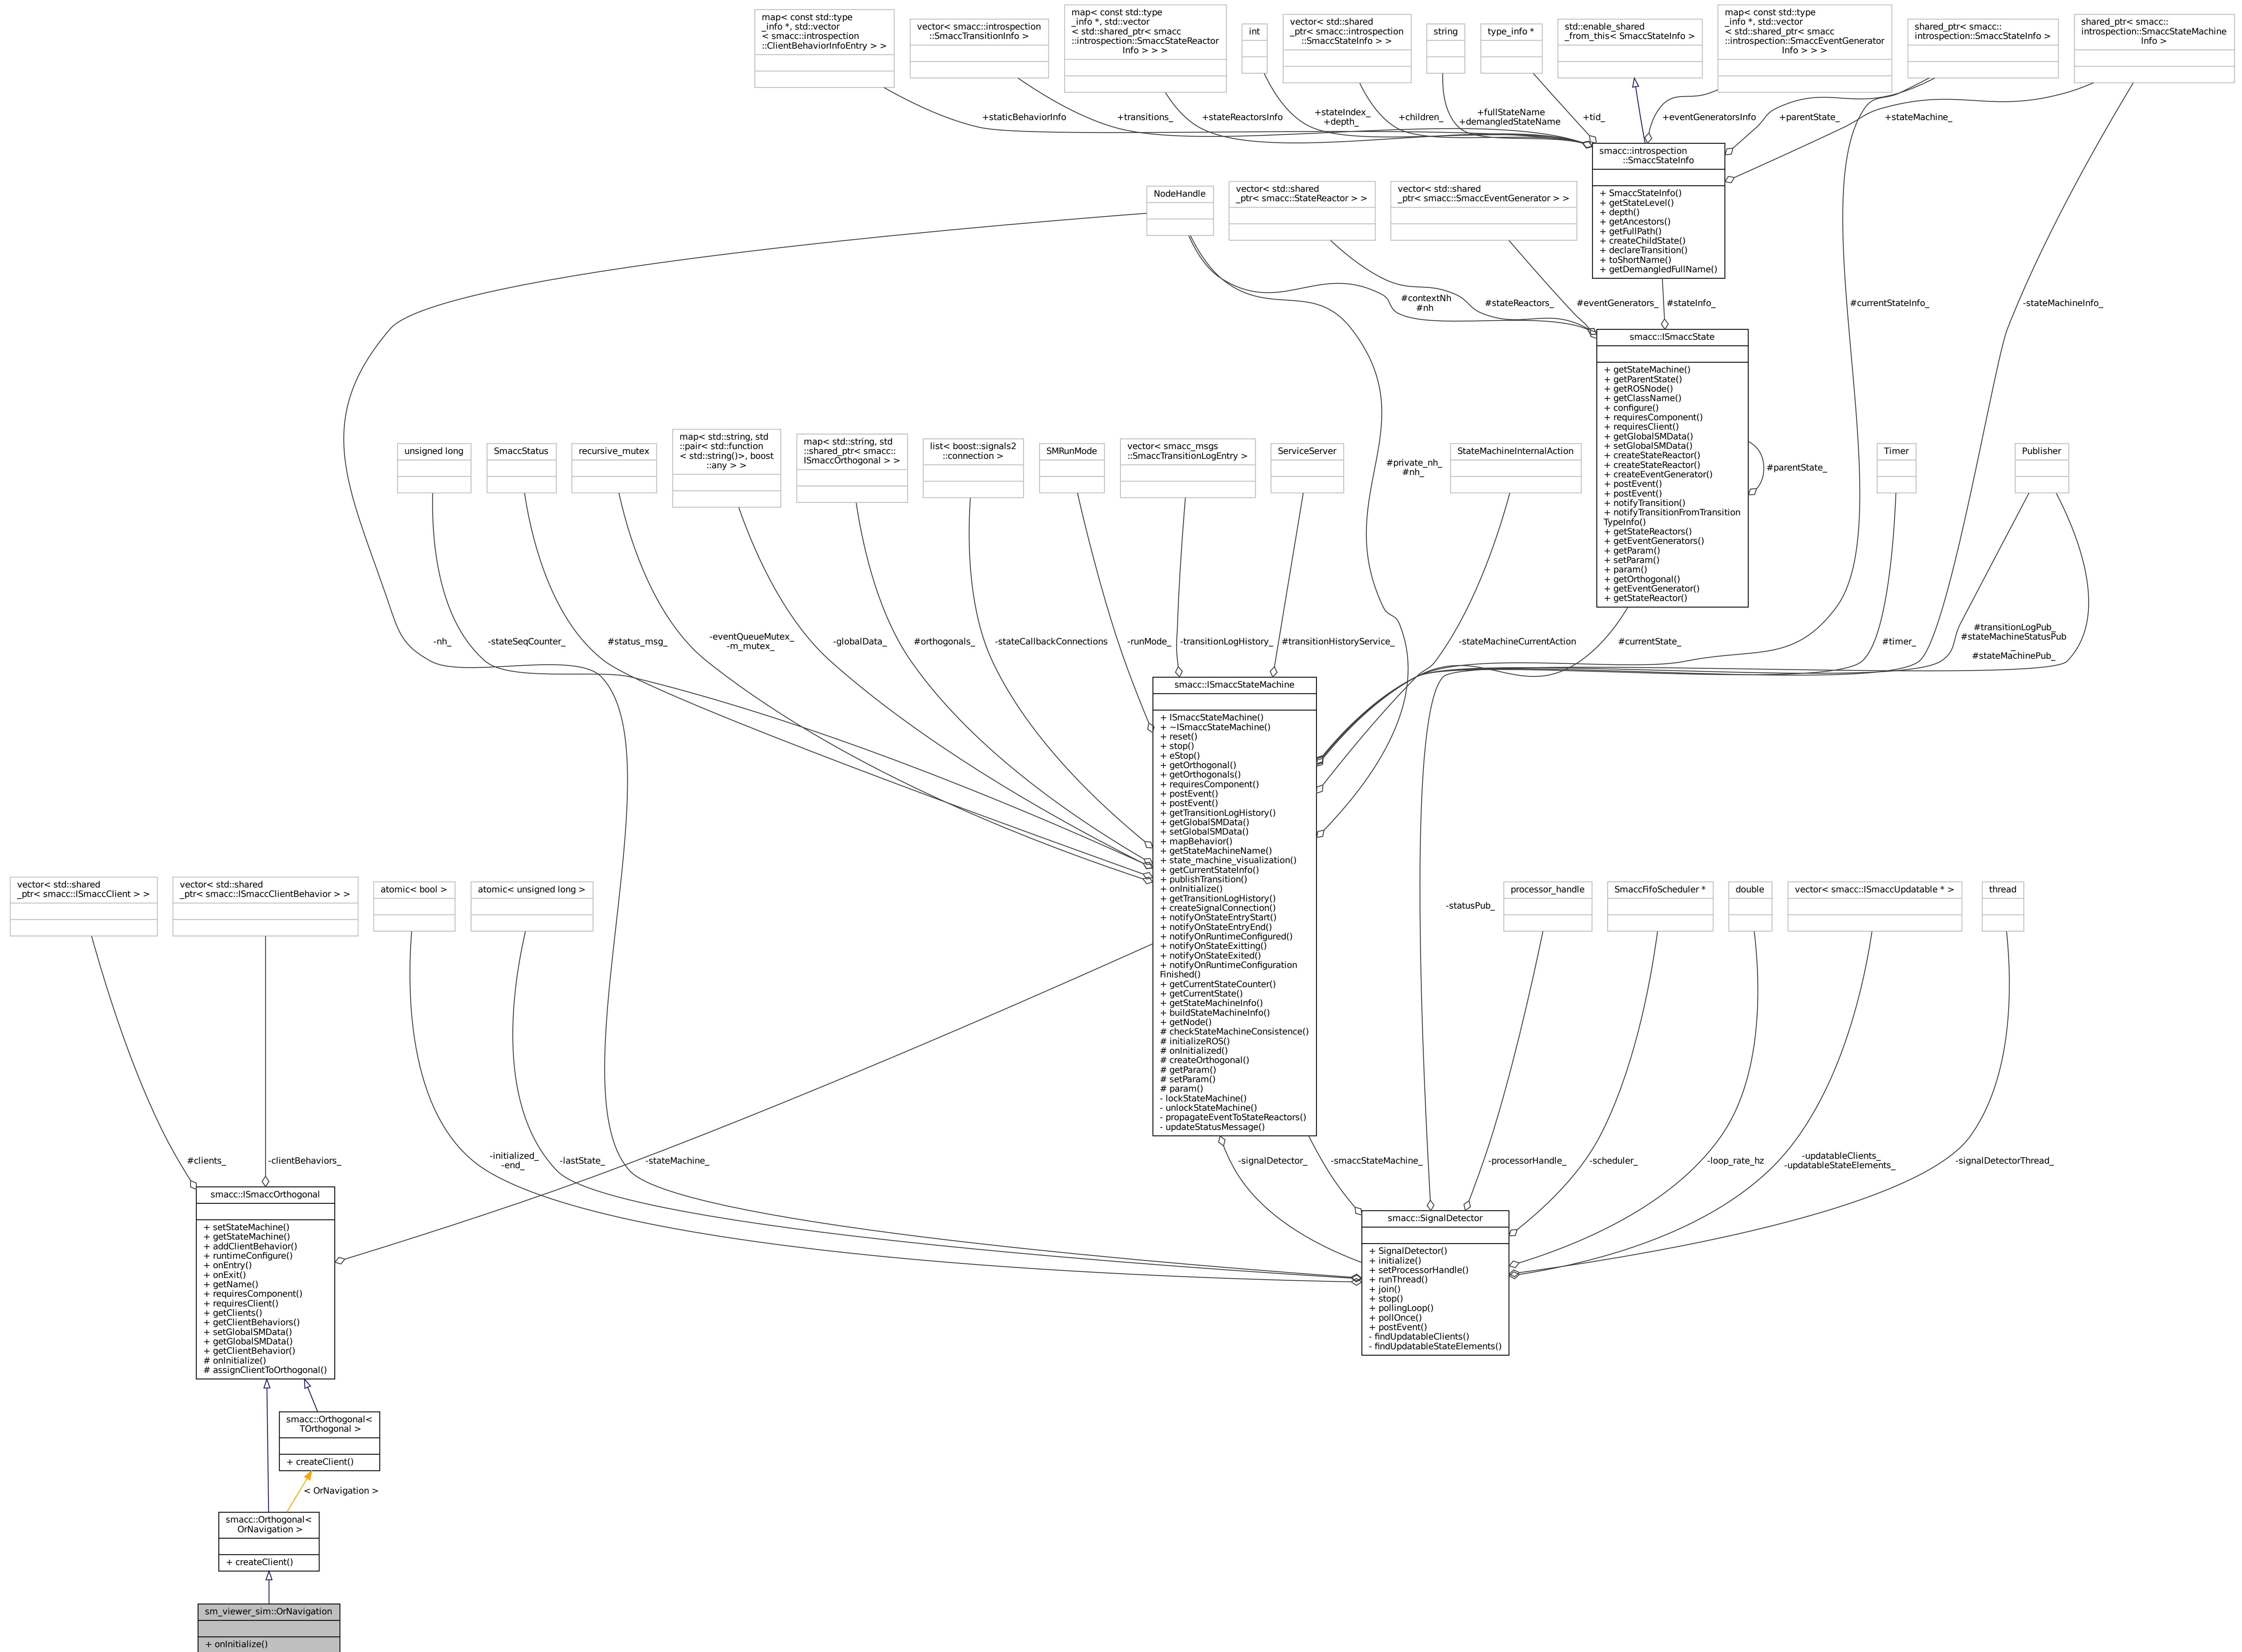 map< const std::type
_info *, std::vector
< smacc::introspection
::ClientBehaviorInfoEntry > >
vector< smacc::introspection
::SmaccTransitionInfo >
map< const std::type
_info *, std::vector
< std::shared_ptr< smacc
::introspection::SmaccStateReactor
Info > > >
int
vector< std::shared
_ptr< smacc::introspection
::SmaccStateInfo > >
string
type_info *
std::enable_shared
_from_this< SmaccStateInfo >
map< const std::type
_info *, std::vector
< std::shared_ptr< smacc
::introspection::SmaccEventGenerator
Info > > >
shared_ptr< smacc::
introspection::SmaccStateInfo >
shared_ptr< smacc::
introspection::SmaccStateMachine
Info >
+staticBehaviorInfo
+transitions_
+stateReactorsInfo
+stateIndex_
+depth_
+children_
+fullStateName
+demangledStateName
+tid_
+eventGeneratorsInfo
+parentState_
+stateMachine_
smacc::introspection
::SmaccStateInfo
+ SmaccStateInfo()
+ getStateLevel()
+ depth()
+ getAncestors()
+ getFullPath()
+ createChildState()
+ declareTransition()
+ toShortName()
+ getDemangledFullName()
NodeHandle
vector< std::shared
_ptr< smacc::StateReactor > >
vector< std::shared
_ptr< smacc::SmaccEventGenerator > >
#contextNh
#nh
#stateReactors_
#eventGenerators_
#stateInfo_
#currentStateInfo_
-stateMachineInfo_
smacc::ISmaccState
+ getStateMachine()
+ getParentState()
+ getROSNode()
+ getClassName()
+ configure()
+ requiresComponent()
+ requiresClient()
+ getGlobalSMData()
+ setGlobalSMData()
+ createStateReactor()
+ createStateReactor()
+ createEventGenerator()
+ postEvent()
+ postEvent()
+ notifyTransition()
+ notifyTransitionFromTransition
TypeInfo()
+ getStateReactors()
+ getEventGenerators()
+ getParam()
+ setParam()
+ param()
+ getOrthogonal()
+ getEventGenerator()
+ getStateReactor()
#parentState_
unsigned long
SmaccStatus
recursive_mutex
map< std::string, std
::pair< std::function
< std::string()>, boost
::any > >
map< std::string, std
::shared_ptr< smacc::
ISmaccOrthogonal > >
list< boost::signals2
::connection >
SMRunMode
vector< smacc_msgs
::SmaccTransitionLogEntry >
ServiceServer
#private_nh_
#nh_
StateMachineInternalAction
Timer
Publisher
-nh_
-stateSeqCounter_
#status_msg_
-eventQueueMutex_
-m_mutex_
-globalData_
#orthogonals_
-stateCallbackConnections
-runMode_
-transitionLogHistory_
#transitionHistoryService_
-stateMachineCurrentAction
#currentState_
#timer_
#transitionLogPub_
#stateMachineStatusPub
_
#stateMachinePub_
smacc::ISmaccStateMachine
+ ISmaccStateMachine()
+ ~ISmaccStateMachine()
+ reset()
+ stop()
+ eStop()
+ getOrthogonal()
+ getOrthogonals()
+ requiresComponent()
+ postEvent()
+ postEvent()
+ getTransitionLogHistory()
+ getGlobalSMData()
+ setGlobalSMData()
+ mapBehavior()
+ getStateMachineName()
+ state_machine_visualization()
+ getCurrentStateInfo()
+ publishTransition()
+ onInitialize()
+ getTransitionLogHistory()
+ createSignalConnection()
+ notifyOnStateEntryStart()
+ notifyOnStateEntryEnd()
+ notifyOnRuntimeConfigured()
+ notifyOnStateExitting()
+ notifyOnStateExited()
+ notifyOnRuntimeConfiguration
Finished()
+ getCurrentStateCounter()
+ getCurrentState()
+ getStateMachineInfo()
+ buildStateMachineInfo()
+ getNode()
# checkStateMachineConsistence()
# initializeROS()
# onInitialized()
# createOrthogonal()
# getParam()
# setParam()
# param()
- lockStateMachine()
- unlockStateMachine()
- propagateEventToStateReactors()
- updateStatusMessage()
vector< std::shared
_ptr< smacc::ISmaccClient > >
vector< std::shared
_ptr< smacc::ISmaccClientBehavior > >
atomic< bool >
atomic< unsigned long >
-statusPub_
processor_handle
SmaccFifoScheduler *
double
vector< smacc::ISmaccUpdatable * >
thread
#clients_
-clientBehaviors_
-initialized_
-end_
-lastState_
-stateMachine_
-signalDetector_
-smaccStateMachine_
-processorHandle_
-scheduler_
-loop_rate_hz
-updatableClients_
-updatableStateElements_
-signalDetectorThread_
smacc::ISmaccOrthogonal
+ setStateMachine()
+ getStateMachine()
+ addClientBehavior()
+ runtimeConfigure()
+ onEntry()
+ onExit()
+ getName()
+ requiresComponent()
+ requiresClient()
+ getClients()
+ getClientBehaviors()
+ setGlobalSMData()
+ getGlobalSMData()
+ getClientBehavior()
# onInitialize()
# assignClientToOrthogonal()
smacc::SignalDetector
+ SignalDetector()
+ initialize()
+ setProcessorHandle()
+ runThread()
+ join()
+ stop()
+ pollingLoop()
+ pollOnce()
+ postEvent()
- findUpdatableClients()
- findUpdatableStateElements()
smacc::Orthogonal<
TOrthogonal >
+ createClient()
< OrNavigation >
smacc::Orthogonal<
OrNavigation >
+ createClient()
sm_viewer_sim::OrNavigation
+ onInitialize()